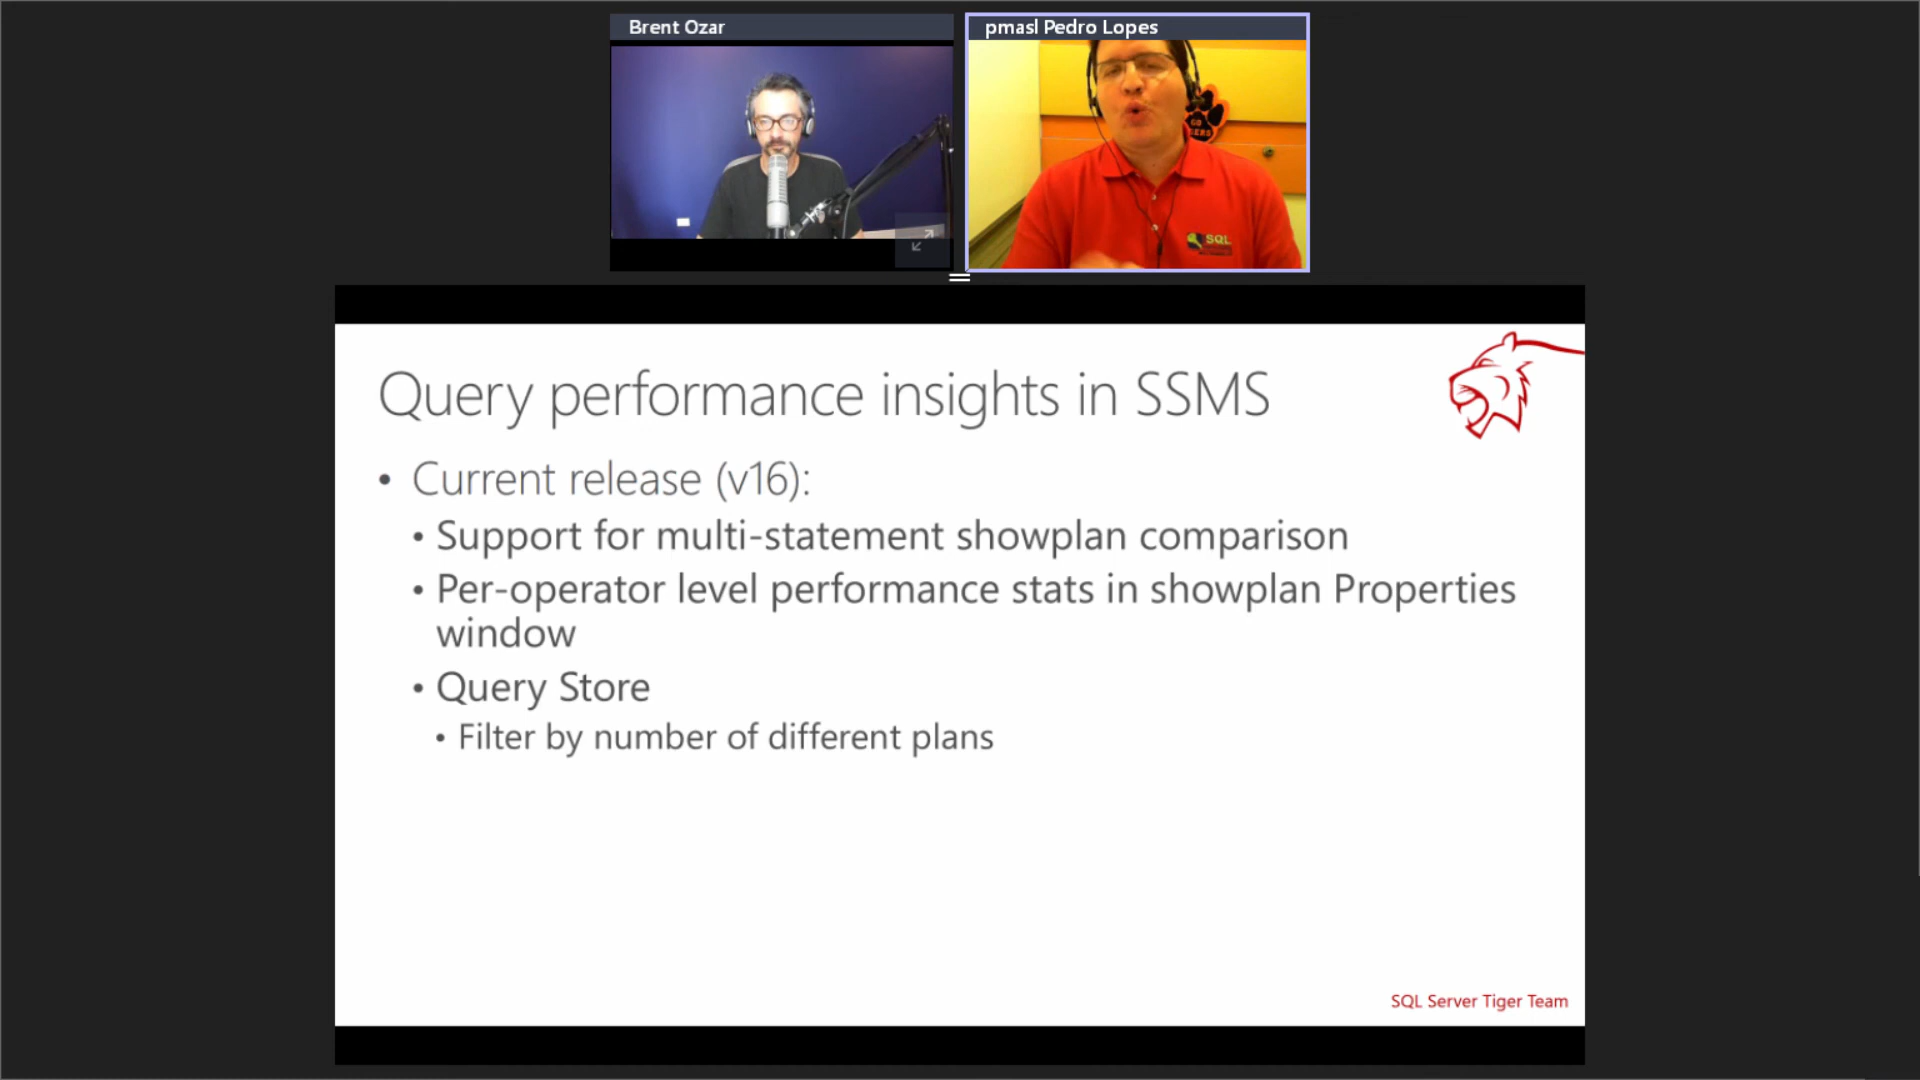 Brent Ozar
pmasl Pedro Lopes
GO
SQL
Query performance insights in SSMS
• Current release (v16):
• Support for multi-statement showplan comparison
• Per-operator level performance stats in showplan Properties
window
• Query Store
• Filter by number of different plans
SQL Server Tiger Team